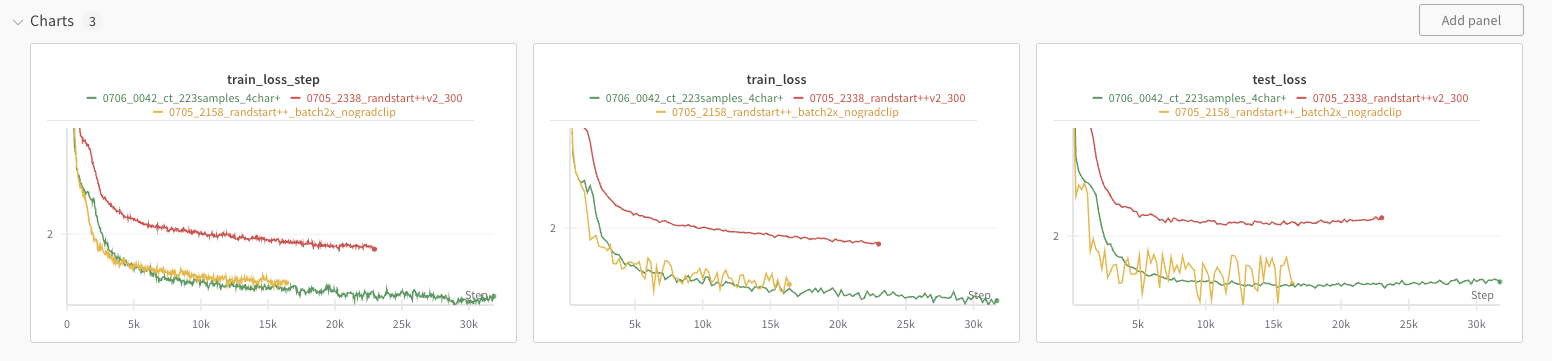 Charts 3
Add panel
train_loss_step
0706_0042_ct_223samples_4char+ 0705_2338_randstart++v2_300
0705_2158_randstart++_batch2x_nogradclip
2
Step
0 5k 10k 15k 20k 25k 30k
train_loss
0706_0042_ct_223samples_4char+ 0705_2338_randstart++v2_300
0705_2158_randstart++_batch2x_nogradclip
2
Step
5k 10k 15k 20k 25k 30k
test_loss
0706_0042_ct_223samples_4char+ 0705_2338_randstart++v2_300
0705_2158_randstart++_batch2x_nogradclip
2
Step
5k 10k 15k 20k 25k 30k